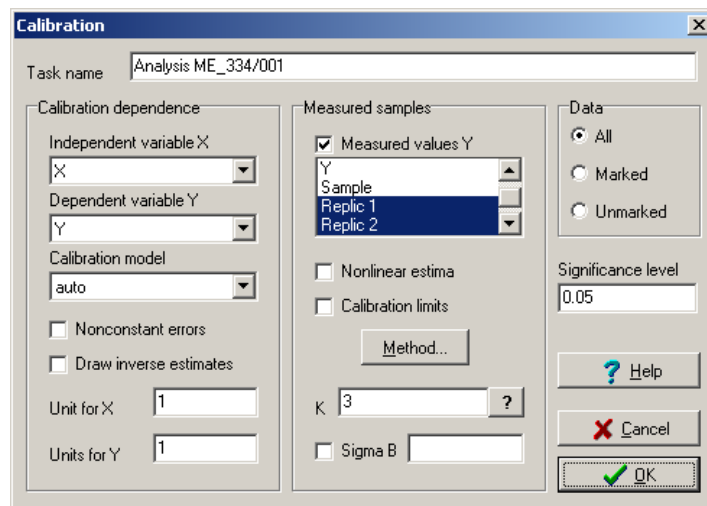 Calibration
Task name
Analysis ME_334/001
Calibration dependence
Independent variable X
X
Dependent variable Y
Y
Calibration model
auto
Nonconstant errors
Draw inverse estimates
Unit for X
1
Units for Y
1
Measured samples
Measured values Y
Y
Sample
Replic 1
Replic 2
Nonlinear estima
Calibration limits
Method...
K
3
?
Sigma B
Data
All
Marked
Unmarked
Significance level
0.05
? Help
Cancel
OK